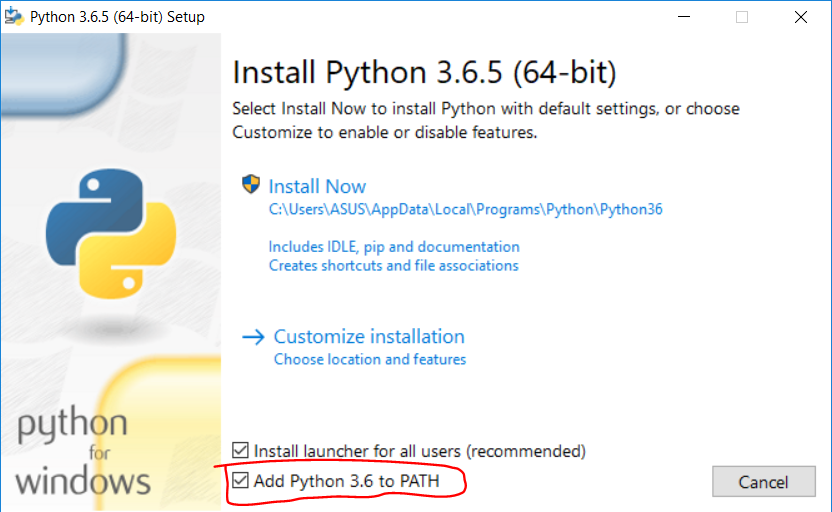 Python 3.6.5 (64-bit) Setup
Install Python 3.6.5 (64-bit)
Select Install Now to install Python with default settings, or choose
Customize to enable or disable features.
Install Now
C:\Users\ASUS\AppData\Local\Programs\Python\Python36
Includes IDLE, pip and documentation
Creates shortcuts and file associations
Customize installation
Choose location and features
python
for
windows
Install launcher for all users (recommended)
Add Python 3.6 to PATH
Cancel